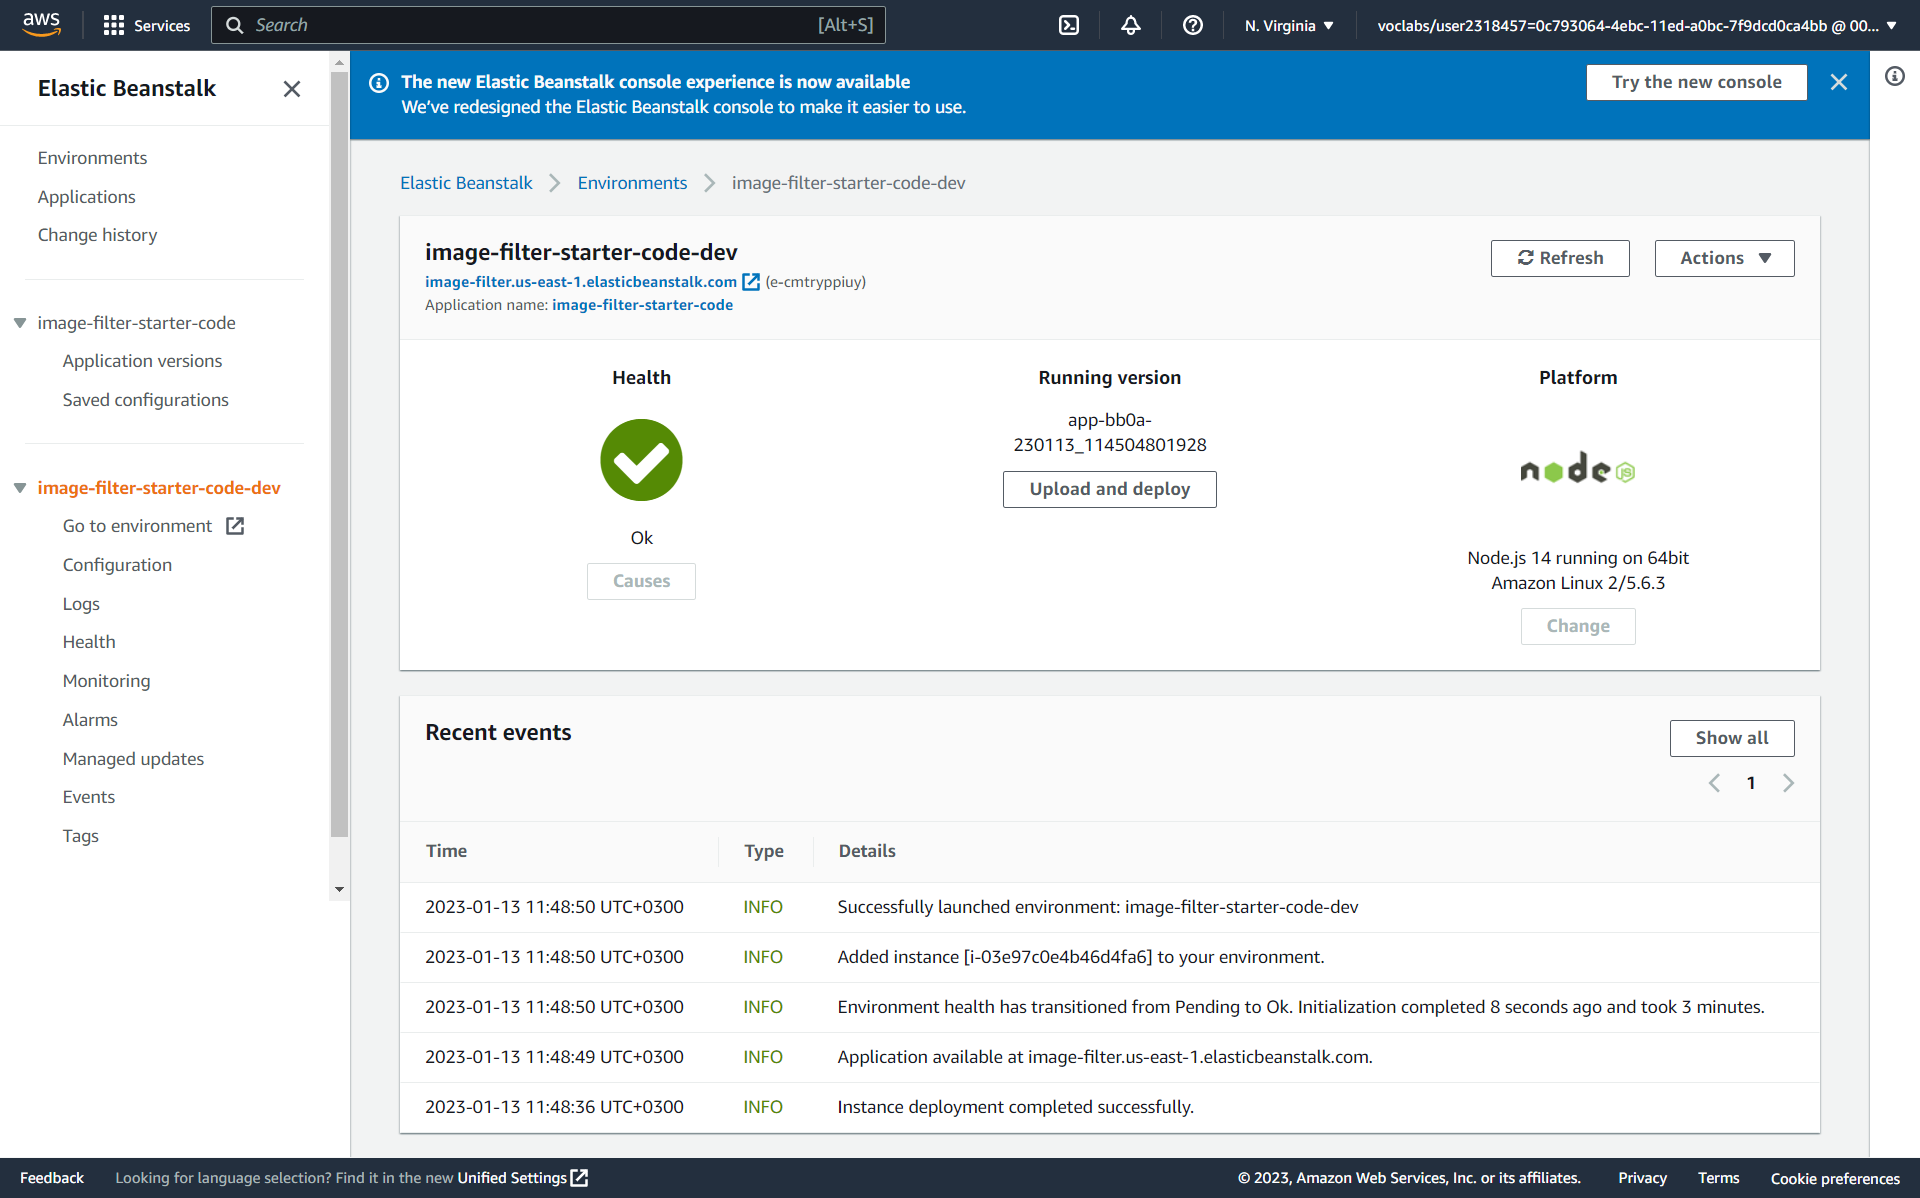 aws
Services
Search
[Alt+S]
N. Virginia
voclabs/user2318457=0c793064-4ebc-11ed-a0bc-7f9dcd0ca4bb @ 00...
Elastic Beanstalk
Environments
Applications
Change history
image-filter-starter-code
Application versions
Saved configurations
image-filter-starter-code-dev
Go to environment
Configuration
Logs
Health
Monitoring
Alarms
Managed updates
Events
Tags
The new Elastic Beanstalk console experience is now available
We've redesigned the Elastic Beanstalk console to make it easier to use.
Try the new console
Elastic Beanstalk
Environments
image-filter-starter-code-dev
image-filter-starter-code-dev
image-filter.us-east-1.elasticbeanstalk.com (e-cmtryppiuy)
Application name: image-filter-starter-code
Refresh
Actions
Health
Ok
Causes
Running version
app-bb0a-
230113_114504801928
Upload and deploy
Platform
node JS
Node.js 14 running on 64bit
Amazon Linux 2/5.6.3
Change
Recent events
Show all
1
Time Type Details
2023-01-13 11:48:50 UTC+0300 INFO Successfully launched environment: image-filter-starter-code-dev
2023-01-13 11:48:50 UTC+0300 INFO Added instance [i-03e97c0e4b46d4fa6] to your environment.
2023-01-13 11:48:50 UTC+0300 INFO Environment health has transitioned from Pending to Ok. Initialization completed 8 seconds ago and took 3 minutes.
2023-01-13 11:48:49 UTC+0300 INFO Application available at image-filter.us-east-1.elasticbeanstalk.com.
2023-01-13 11:48:36 UTC+0300 INFO Instance deployment completed successfully.
Feedback
Looking for language selection? Find it in the new Unified Settings
© 2023, Amazon Web Services, Inc. or its affiliates.
Privacy
Terms
Cookie preferences